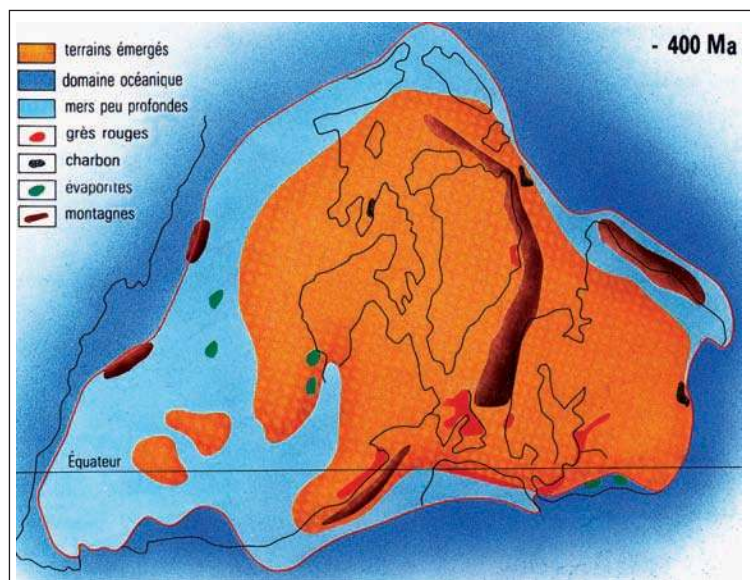 - 400 Ma
terrains émergés
domaine océanique
mers peu profondes
grès rouges
charbon
évaporites
montagnes
Équateur